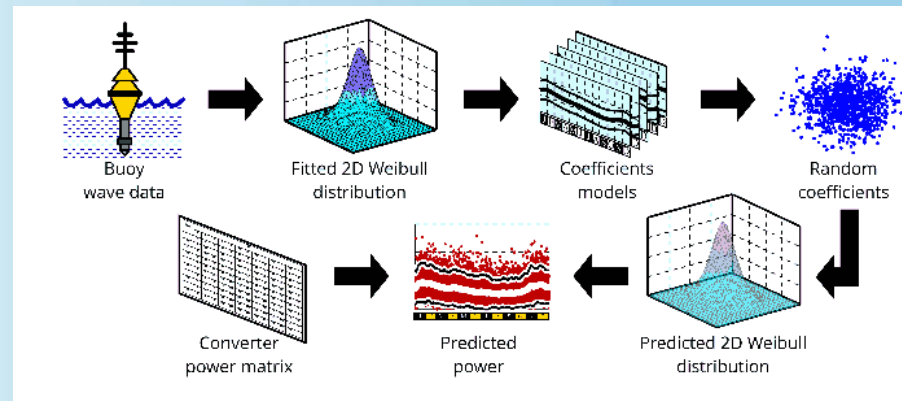 Buoy
wave data
Fitted 2D Weibull
distribution
Coefficients
models
Random
coefficients
Converter
power matrix
Predicted
power
Predicted 2D Weibull
distribution